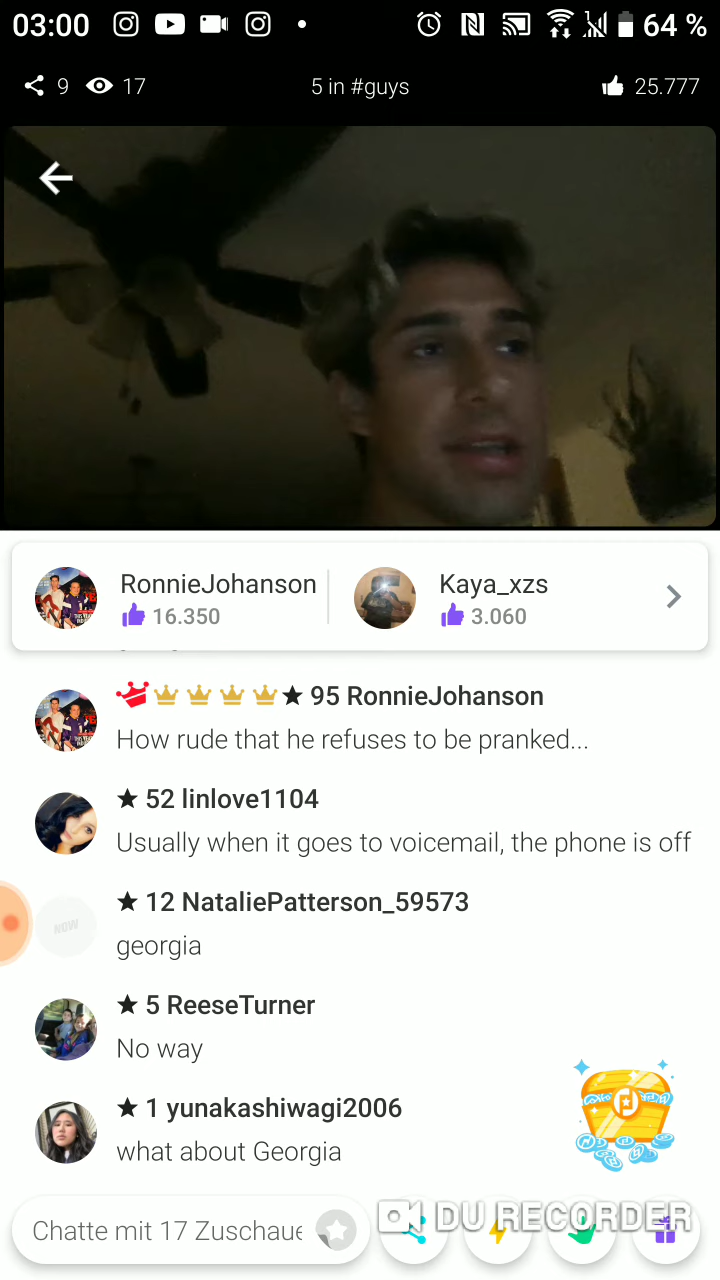 03:00
64 %
9
17
5 in #guys
25.777
RonnieJohanson
16.350
Kaya_xzs
3.060
95 RonnieJohanson
How rude that he refuses to be pranked...
52 linlove1104
Usually when it goes to voicemail, the phone is off
12 NataliePatterson_59573
NOW
georgia
5 ReeseTurner
No way
1 yunakashiwagi2006
what about Georgia
Chatte mit 17 Zuschaue
DU RECORDER